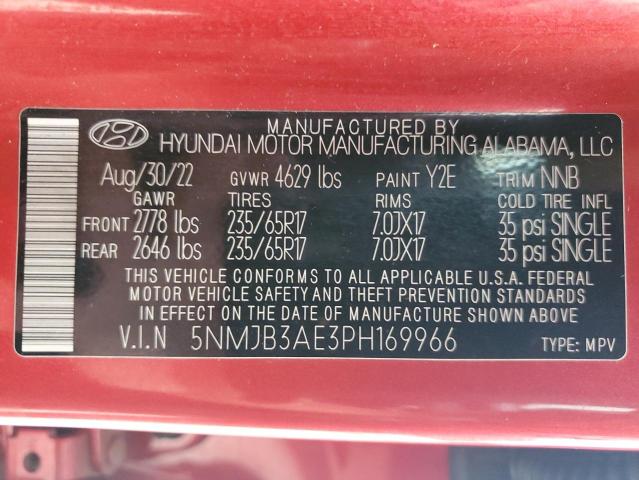 MANUFACTURED BY
HYUNDAI MOTOR MANUFACTURING ALABAMA, LLC
Aug/30/22 GVWR 4629 lbs PAINT Y2E TRIM NNB
GAWR TIRES RIMS COLD TIRE INFL
FRONT 2778 lbs 235/65R17 7.0JX17 35 psi SINGLE
REAR 2646 lbs 235/65R17 7.0JX17 35 psi SINGLE
THIS VEHICLE CONFORMS TO ALL APPLICABLE U.S.A. FEDERAL
MOTOR VEHICLE SAFETY AND THEFT PREVENTION STANDARDS
IN EFFECT ON THE DATE OF MANUFACTURE SHOWN ABOVE.
V.I.N 5NMJB3AE3PH169966 TYPE: MPV